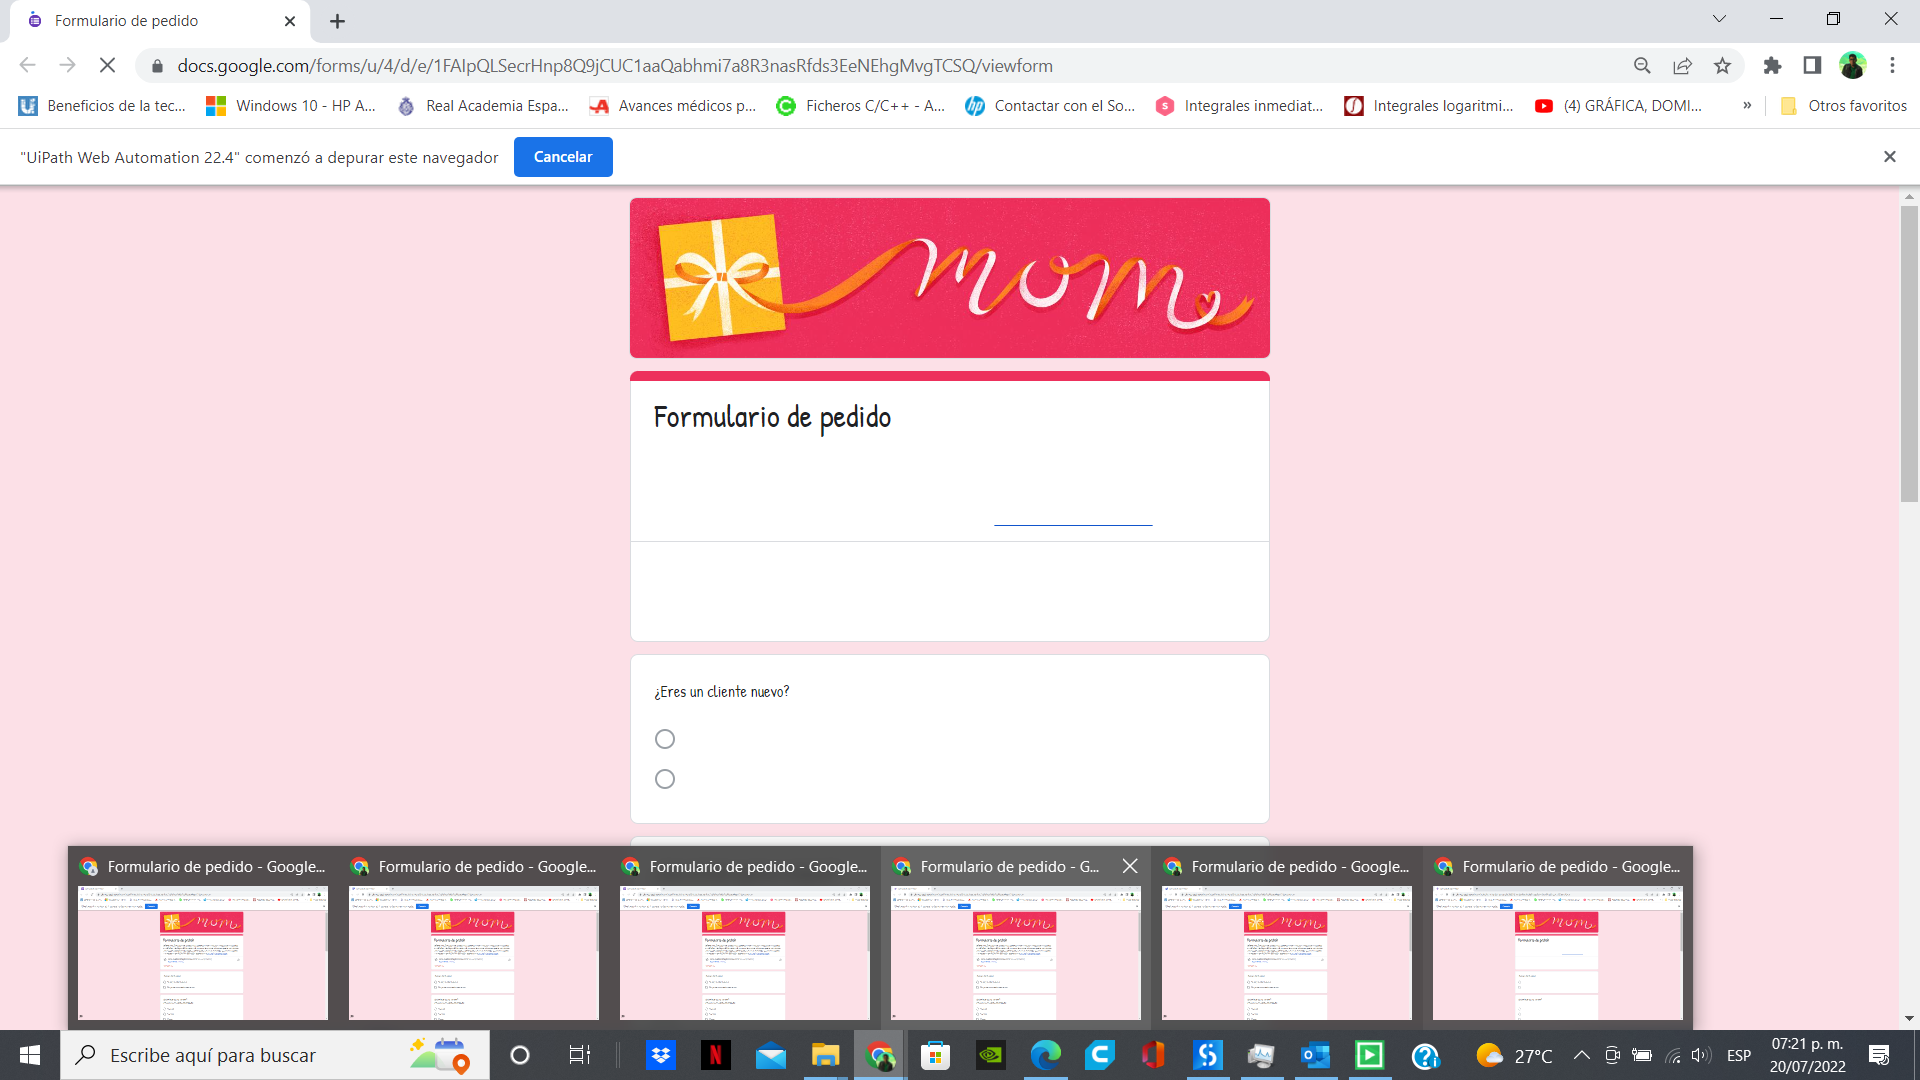 Formulario de pedido
docs.google.com/forms/u/4/d/e/1FAIpQLSecrHnp8Q9jCUC1aaQabhmi7a8R3nasRfds3EeNEhgMvgTCSQ/viewform
Beneficios de la tec... Windows 10 - HP A... Real Academia Espa... Avances médicos p... Ficheros C/C++ - A... Contactar con el So... Integrales inmediat... Integrales logaritmi... (4) GRÁFICA, DOMI... » Otros favoritos
"UiPath Web Automation 22.4" comenzó a depurar este navegador Cancelar
mom
Formulario de pedido
¿Eres un cliente nuevo?
Formulario de pedido - Google... Formulario de pedido - Google... Formulario de pedido - Google... Formulario de pedido - G... Formulario de pedido - Google... Formulario de pedido - Google...
Escribe aquí para buscar 27°C ESP 07:21 p. m.
20/07/2022